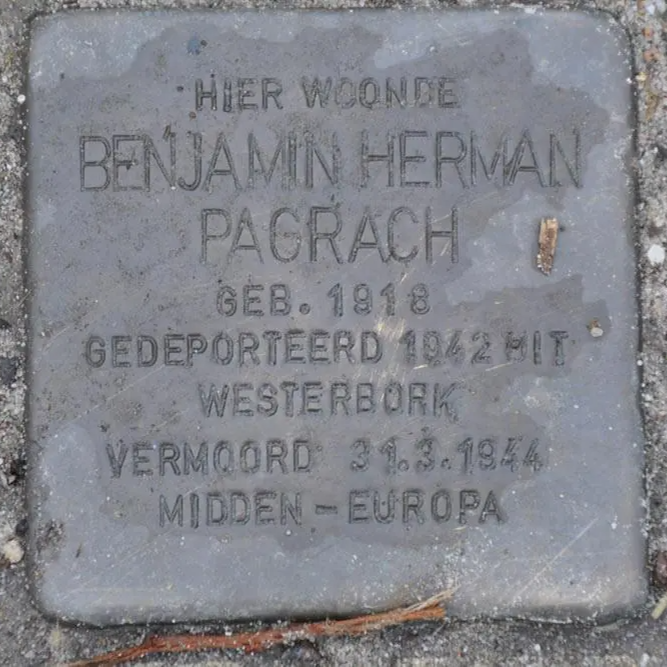 HIER WOONDE
BENJAMIN HERMAN
PAGRACH
GEB. 1918
GEDEPORTEERD 1942 UIT
WESTERBORK
VERMOORD 31.3.1944
MIDDEN-EUROPA